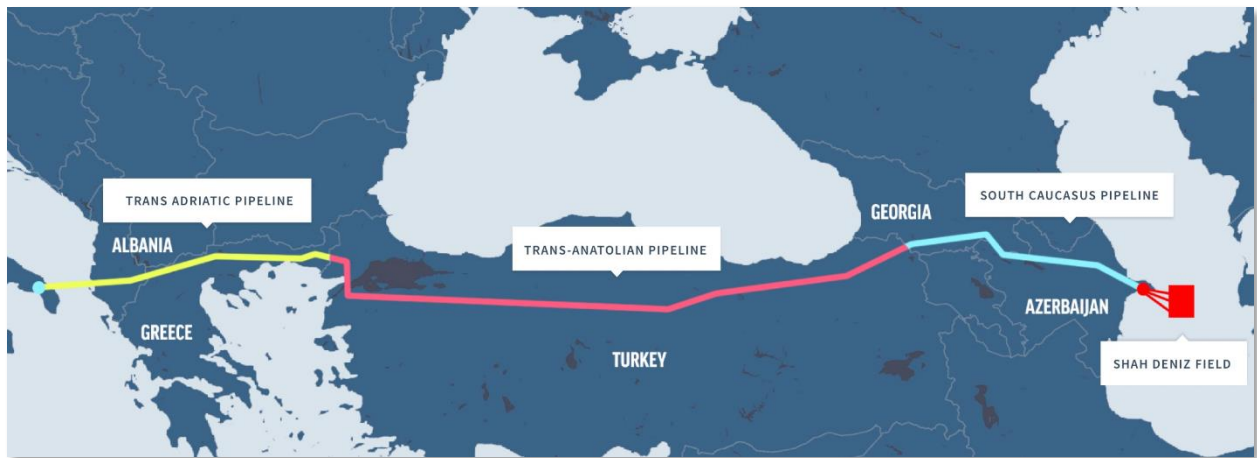 TRANS ADRIATIC PIPELINE
ALBANIA
GREECE
TRANS-ANATOLIAN PIPELINE
TURKEY
GEORGIA
SOUTH CAUCASUS PIPELINE
AZERBAIJAN
SHAH DENIZ FIELD